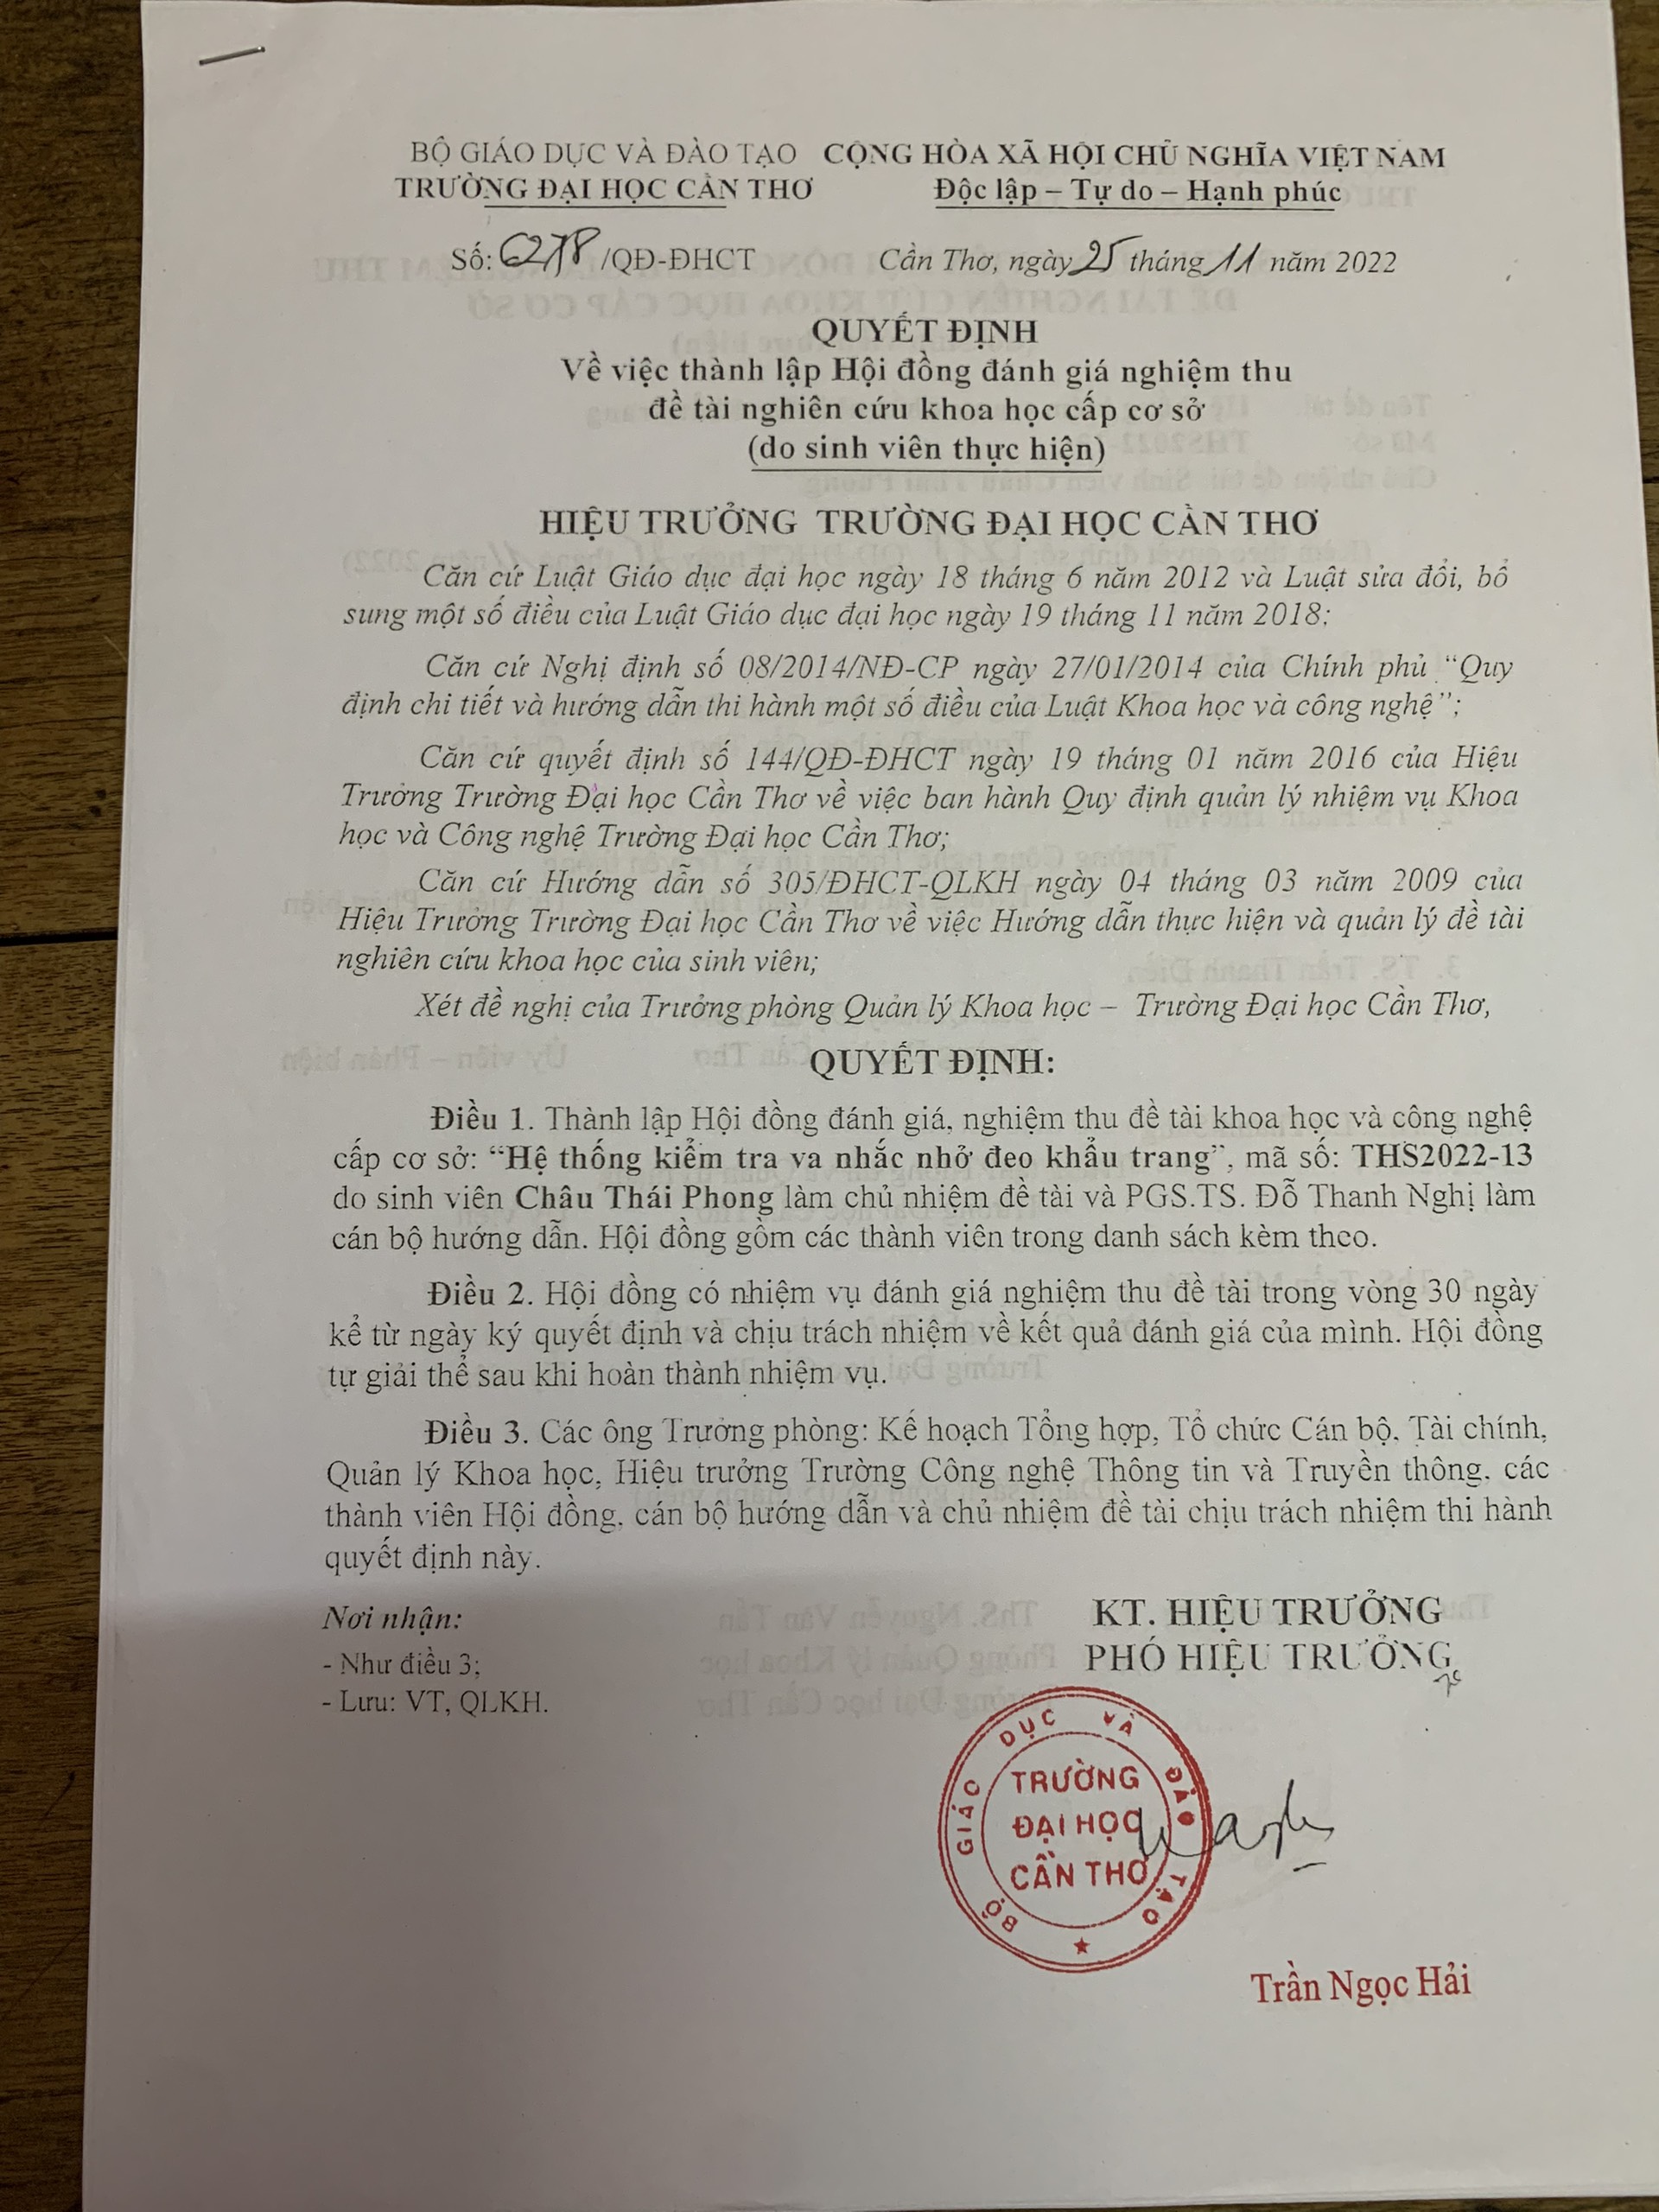 BỘ GIÁO DỤC VÀ ĐÀO TẠO CỘNG HÒA XÃ HỘI CHỦ NGHĨA VIỆT NAM
TRƯỜNG ĐẠI HỌC CẦN THƠ Độc lập – Tự do – Hạnh phúc
Số: 6278 /QĐ-ĐHCT Cần Thơ, ngày 25 tháng 11 năm 2022
QUYẾT ĐỊNH
Về việc thành lập Hội đồng đánh giá nghiệm thu
đề tài nghiên cứu khoa học cấp cơ sở
(do sinh viên thực hiện)
HIỆU TRƯỞNG TRƯỜNG ĐẠI HỌC CẦN THƠ
Căn cứ Luật Giáo dục đại học ngày 18 tháng 6 năm 2012 và Luật sửa đổi, bổ
sung một số điều của Luật Giáo dục đại học ngày 19 tháng 11 năm 2018;
Căn cứ Nghị định số 08/2014/NĐ-CP ngày 27/01/2014 của Chính phủ “Quy
định chi tiết và hướng dẫn thi hành một số điều của Luật Khoa học và công nghệ”;
Căn cứ quyết định số 144/QĐ-ĐHCT ngày 19 tháng 01 năm 2016 của Hiệu
Trưởng Trường Đại học Cần Thơ về việc ban hành Quy định quản lý nhiệm vụ Khoa
học và Công nghệ Trường Đại học Cần Thơ;
Căn cứ Hướng dẫn số 305/ĐHCT-QLKH ngày 04 tháng 03 năm 2009 của
Hiệu Trưởng Trường Đại học Cần Thơ về việc Hướng dẫn thực hiện và quản lý đề tài
nghiên cứu khoa học của sinh viên;
Xét đề nghị của Trưởng phòng Quản lý Khoa học – Trường Đại học Cần Thơ,
QUYẾT ĐỊNH:
Điều 1. Thành lập Hội đồng đánh giá, nghiệm thu đề tài khoa học và công nghệ
cấp cơ sở: “Hệ thống kiểm tra va nhắc nhở đeo khẩu trang”, mã số: THS2022-13
do sinh viên Châu Thái Phong làm chủ nhiệm đề tài và PGS.TS. Đỗ Thanh Nghị làm
cán bộ hướng dẫn. Hội đồng gồm các thành viên trong danh sách kèm theo.
Điều 2. Hội đồng có nhiệm vụ đánh giá nghiệm thu đề tài trong vòng 30 ngày
kể từ ngày ký quyết định và chịu trách nhiệm về kết quả đánh giá của mình. Hội đồng
tự giải thể sau khi hoàn thành nhiệm vụ.
Điều 3. Các ông Trưởng phòng: Kế hoạch Tổng hợp, Tổ chức Cán bộ, Tài chính,
Quản lý Khoa học, Hiệu trưởng Trường Công nghệ Thông tin và Truyền thông, các
thành viên Hội đồng, cán bộ hướng dẫn và chủ nhiệm đề tài chịu trách nhiệm thi hành
quyết định này.
Nơi nhận:
- Như điều 3;
- Lưu: VT, QLKH.
KT. HIỆU TRƯỞNG
PHÓ HIỆU TRƯỞNG
BỘ GIÁO DỤC VÀ ĐÀO TẠO
TRƯỜNG
ĐẠI HỌC
CẦN THƠ
Trần Ngọc Hải